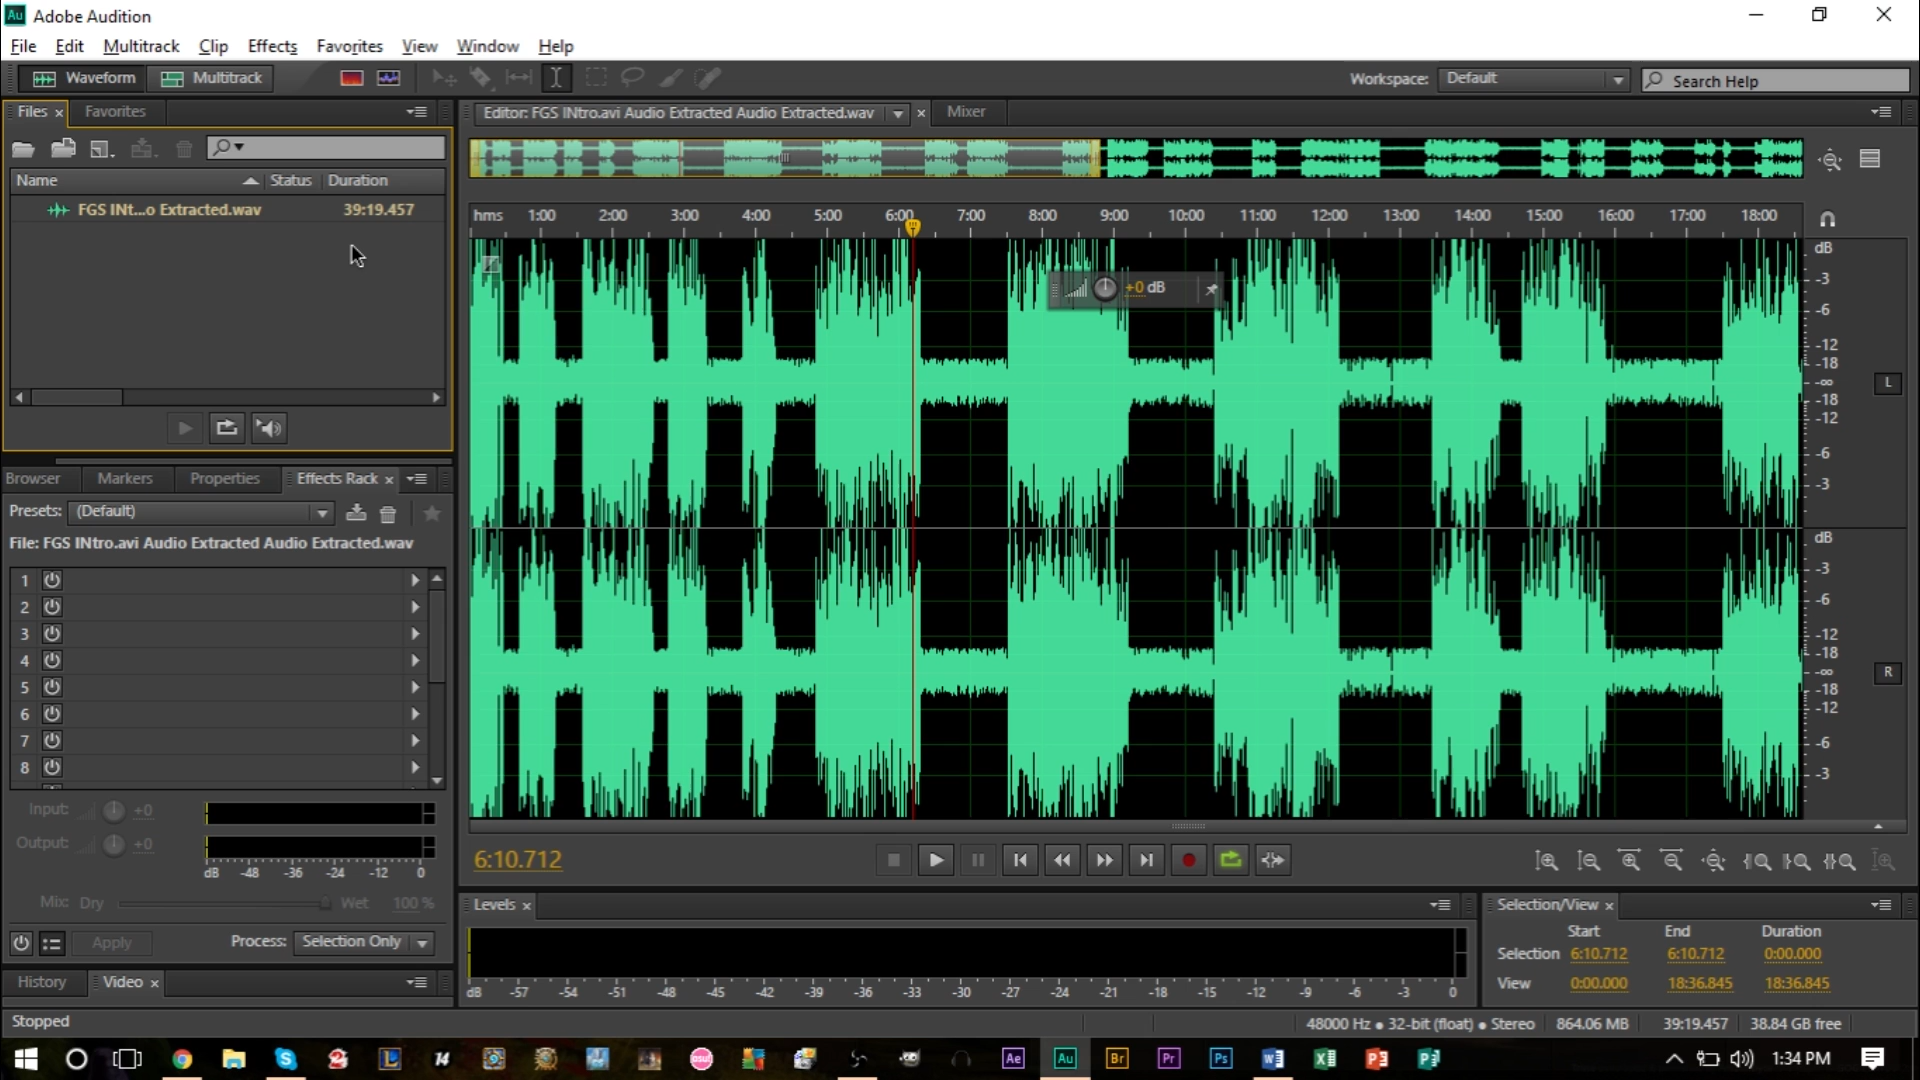 Au Adobe Audition
File Edit Multitrack Clip Effects Favorites View Window Help
Waveform Multitrack Workspace: Default Search Help
Files Favorites
Name Status Duration
FGS INt...o Extracted.wav 39:19.457
Editor: FGS INtro.avi Audio Extracted Audio Extracted.wav Mixer
hms 1:00 2:00 3:00 4:00 5:00 6:00 7:00 8:00 9:00 10:00 11:00 12:00 13:00 14:00 15:00 16:00 17:00 18:00
+0 dB
dB
-3
-6
-12
-18
-∞
-18
-12
-6
-3
L
dB
-3
-6
-12
-18
-∞
-18
-12
-6
-3
R
Browser Markers Properties Effects Rack
Presets: (Default)
File: FGS INtro.avi Audio Extracted Audio Extracted.wav
1
2
3
4
5
6
7
8
Input: +0
Output: +0
dB -48 -36 -24 -12 0
Mix: Dry Wet 100 %
Apply Process: Selection Only
History Video
6:10.712
Levels
dB -57 -54 -51 -48 -45 -42 -39 -36 -33 -30 -27 -24 -21 -18 -15 -12 -9 -6 -3 0
Selection/View
Start End Duration
Selection 6:10.712 6:10.712 0:00.000
View 0:00.000 18:36.845 18:36.845
Stopped
48000 Hz ● 32-bit (float) ● Stereo 864.06 MB 39:19.457 38.84 GB free
2 L 14 osu! Ae Au Br Pr Ps 1:34 PM